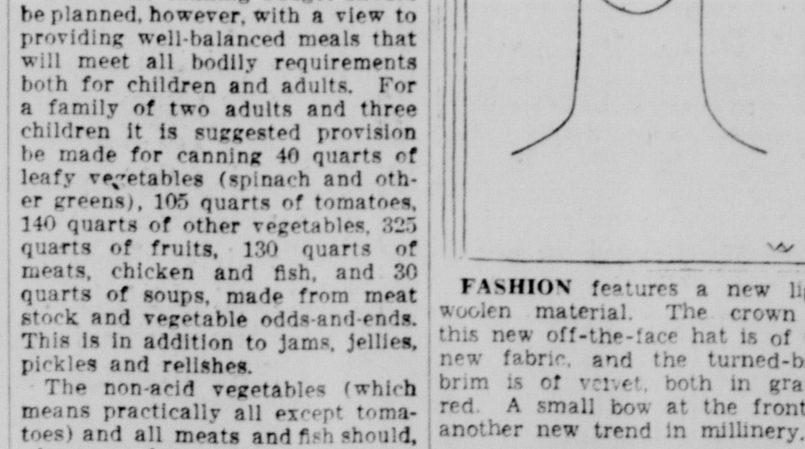 be planned, however, with a view to
providing well-balanced meals that
will meet all bodily requirements
both for children and adults. For
a family of two adults and three
children it is suggested provision
be made for canning 40 quarts of
leafy vegetables (spinach and oth-
er greens), 105 quarts of tomatoes,
140 quarts of other vegetables, 325
quarts of fruits, 130 quarts of
meats, chicken and fish, and 30
quarts of soups, made from meat
stock and vegetable odds-and-ends.
This is in addition to jams, jellies,
pickles and relishes.
The non-acid vegetables (which
means practically all except toma-
toes) and all meats and fish should,
FASHION features a new
woolen material. The crown
this new off-the-face hat is of
new fabric, and the
brim is of velvet, both in
red. A small bow at the front
another new trend in millinery.